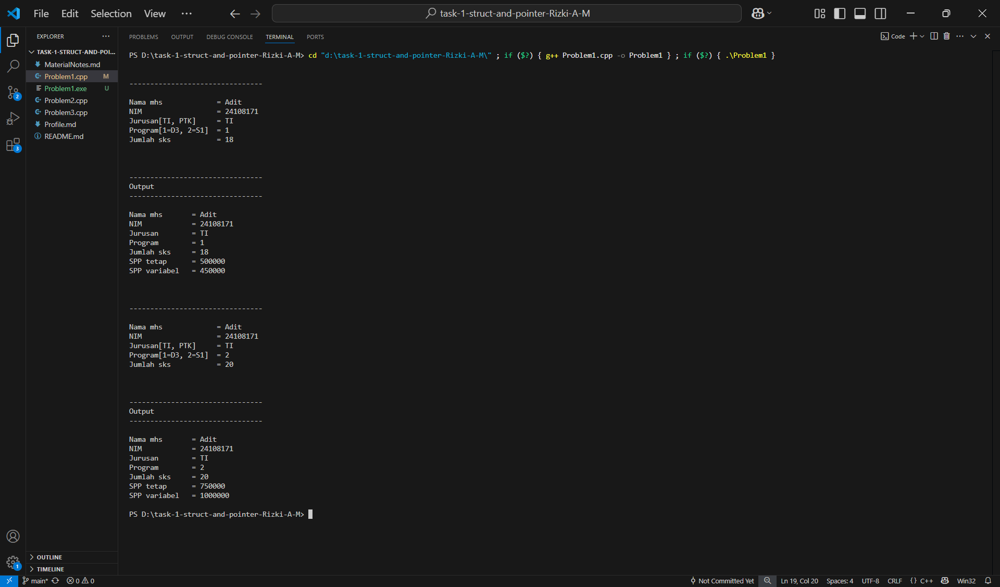 File Edit Selection View ··· task-1-struct-and-pointer-Rizki-A-M
EXPLORER ···
TASK-1-STRUCT-AND-POI...
MaterialNotes.md
Problem1.cpp M
Problem1.exe U
Problem2.cpp
Problem3.cpp
Profile.md
README.md
OUTLINE
TIMELINE
2
3
1
PROBLEMS OUTPUT DEBUG CONSOLE TERMINAL PORTS
Code
PS D:\task-1-struct-and-pointer-Rizki-A-M> cd "d:\task-1-struct-and-pointer-Rizki-A-M\" ; if ($?) { g++ Problem1.cpp -o Problem1 } ; if ($?) { .\Problem1 }
--------------------------------
Nama mhs = Adit
NIM = 24108171
Jurusan[TI, PTK] = TI
Program[1=D3, 2=S1] = 1
Jumlah sks = 18
--------------------------------
Output
--------------------------------
Nama mhs = Adit
NIM = 24108171
Jurusan = TI
Program = 1
Jumlah sks = 18
SPP tetap = 500000
SPP variabel = 450000
--------------------------------
Nama mhs = Adit
NIM = 24108171
Jurusan[TI, PTK] = TI
Program[1=D3, 2=S1] = 2
Jumlah sks = 20
--------------------------------
Output
--------------------------------
Nama mhs = Adit
NIM = 24108171
Jurusan = TI
Program = 2
Jumlah sks = 20
SPP tetap = 750000
SPP variabel = 1000000
PS D:\task-1-struct-and-pointer-Rizki-A-M>
main* 0 0 Not Committed Yet Ln 19, Col 20 Spaces: 4 UTF-8 CRLF {} C++ Win32